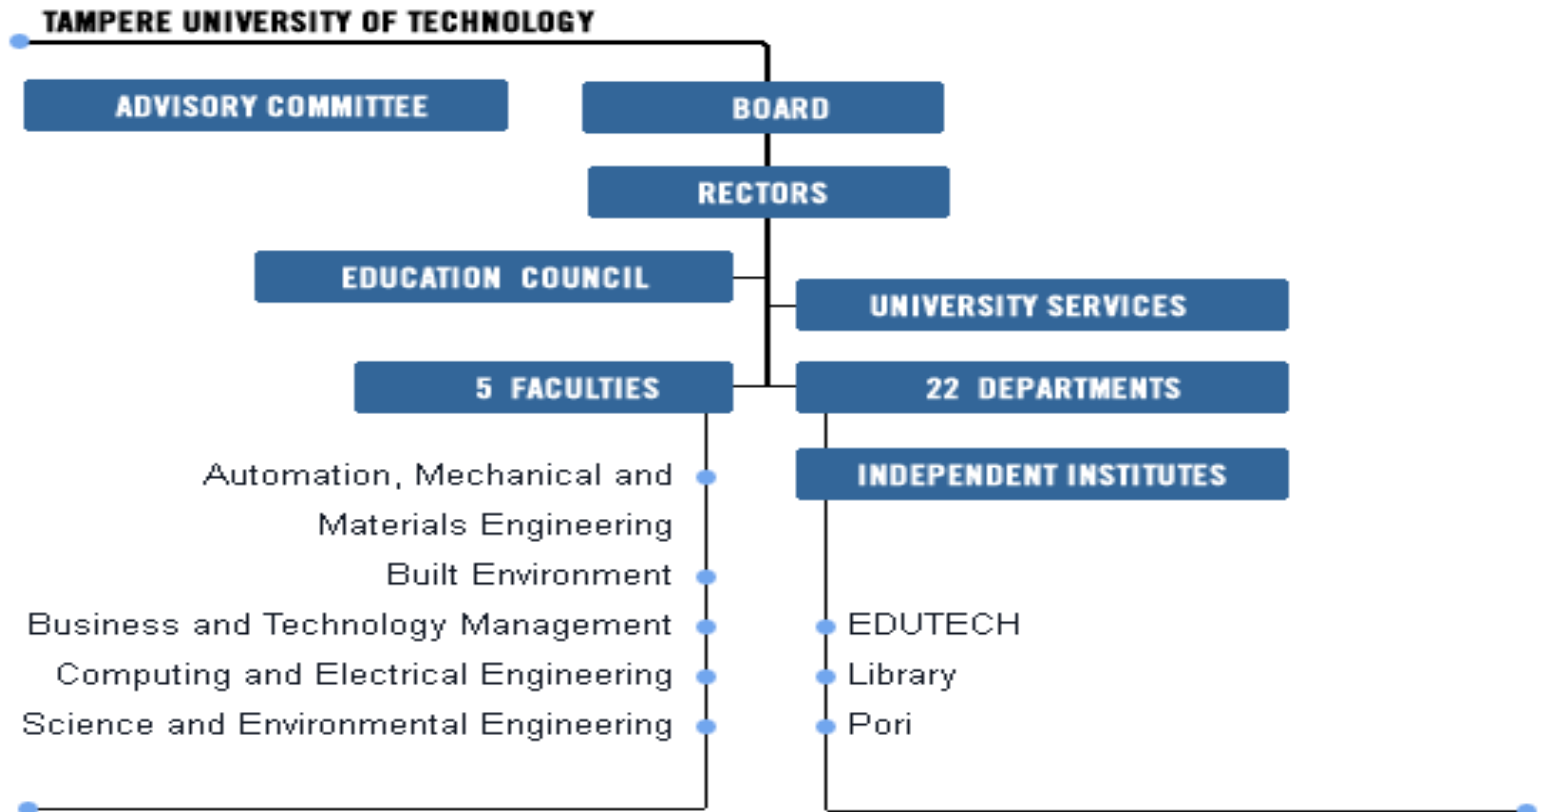 TAMPERE UNIVERSITY OF TECHNOLOGY
ADVISORY COMMITTEE
BOARD
RECTORS
EDUCATION COUNCIL
UNIVERSITY SERVICES
5 FACULTIES
22 DEPARTMENTS
Automation, Mechanical and
Materials Engineering
Built Environment
Business and Technology Management
Computing and Electrical Engineering
Science and Environmental Engineering
INDEPENDENT INSTITUTES
EDUTECH
Library
Pori